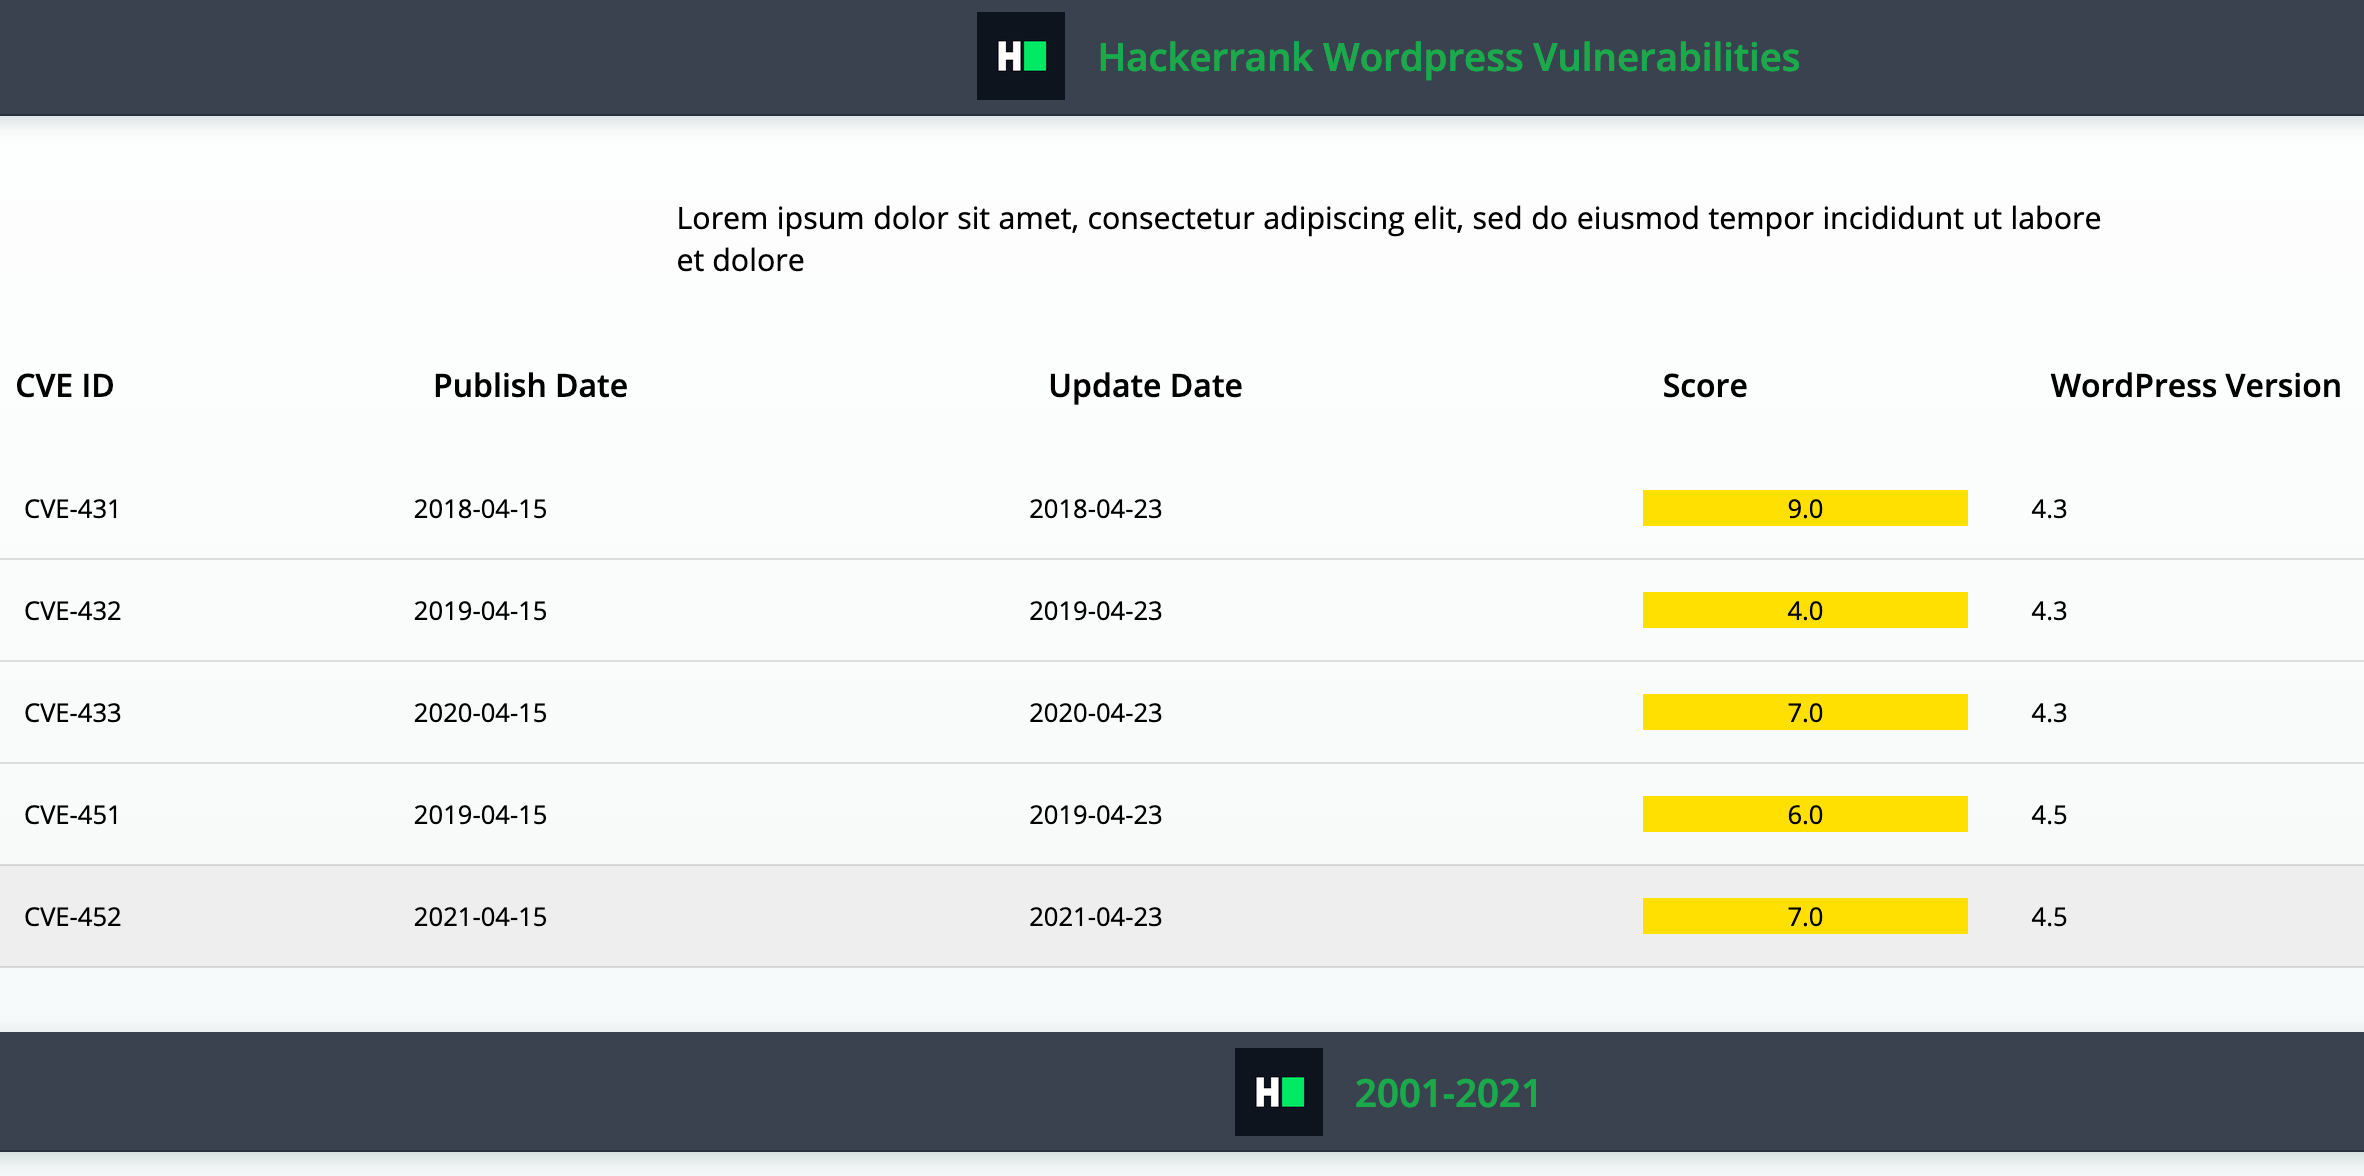 H Hackerrank Wordpress Vulnerabilities
Lorem ipsum dolor sit amet, consectetur adipiscing elit, sed do eiusmod tempor incididunt ut labore
et dolore
CVE ID Publish Date Update Date Score WordPress Version
CVE-431 2018-04-15 2018-04-23 9.0 4.3
CVE-432 2019-04-15 2019-04-23 4.0 4.3
CVE-433 2020-04-15 2020-04-23 7.0 4.3
CVE-451 2019-04-15 2019-04-23 6.0 4.5
CVE-452 2021-04-15 2021-04-23 7.0 4.5
H 2001-2021